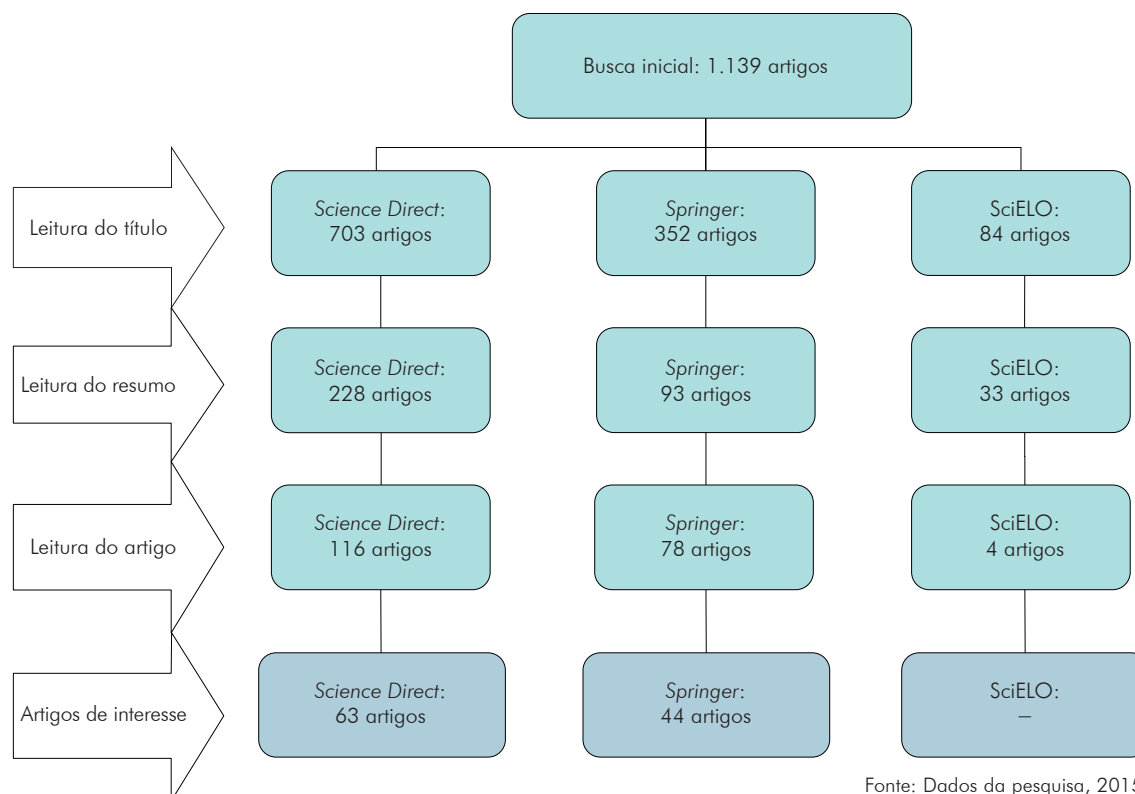 Busca inicial: 1.139 artigos
Leitura do título
Science Direct:
703 artigos
Springer:
352 artigos
SciELO:
84 artigos
Leitura do resumo
Science Direct:
228 artigos
Springer:
93 artigos
SciELO:
33 artigos
Leitura do artigo
Science Direct:
116 artigos
Springer:
78 artigos
SciELO:
4 artigos
Artigos de interesse
Science Direct:
63 artigos
Springer:
44 artigos
SciELO:
–
Fonte: Dados da pesquisa, 2015